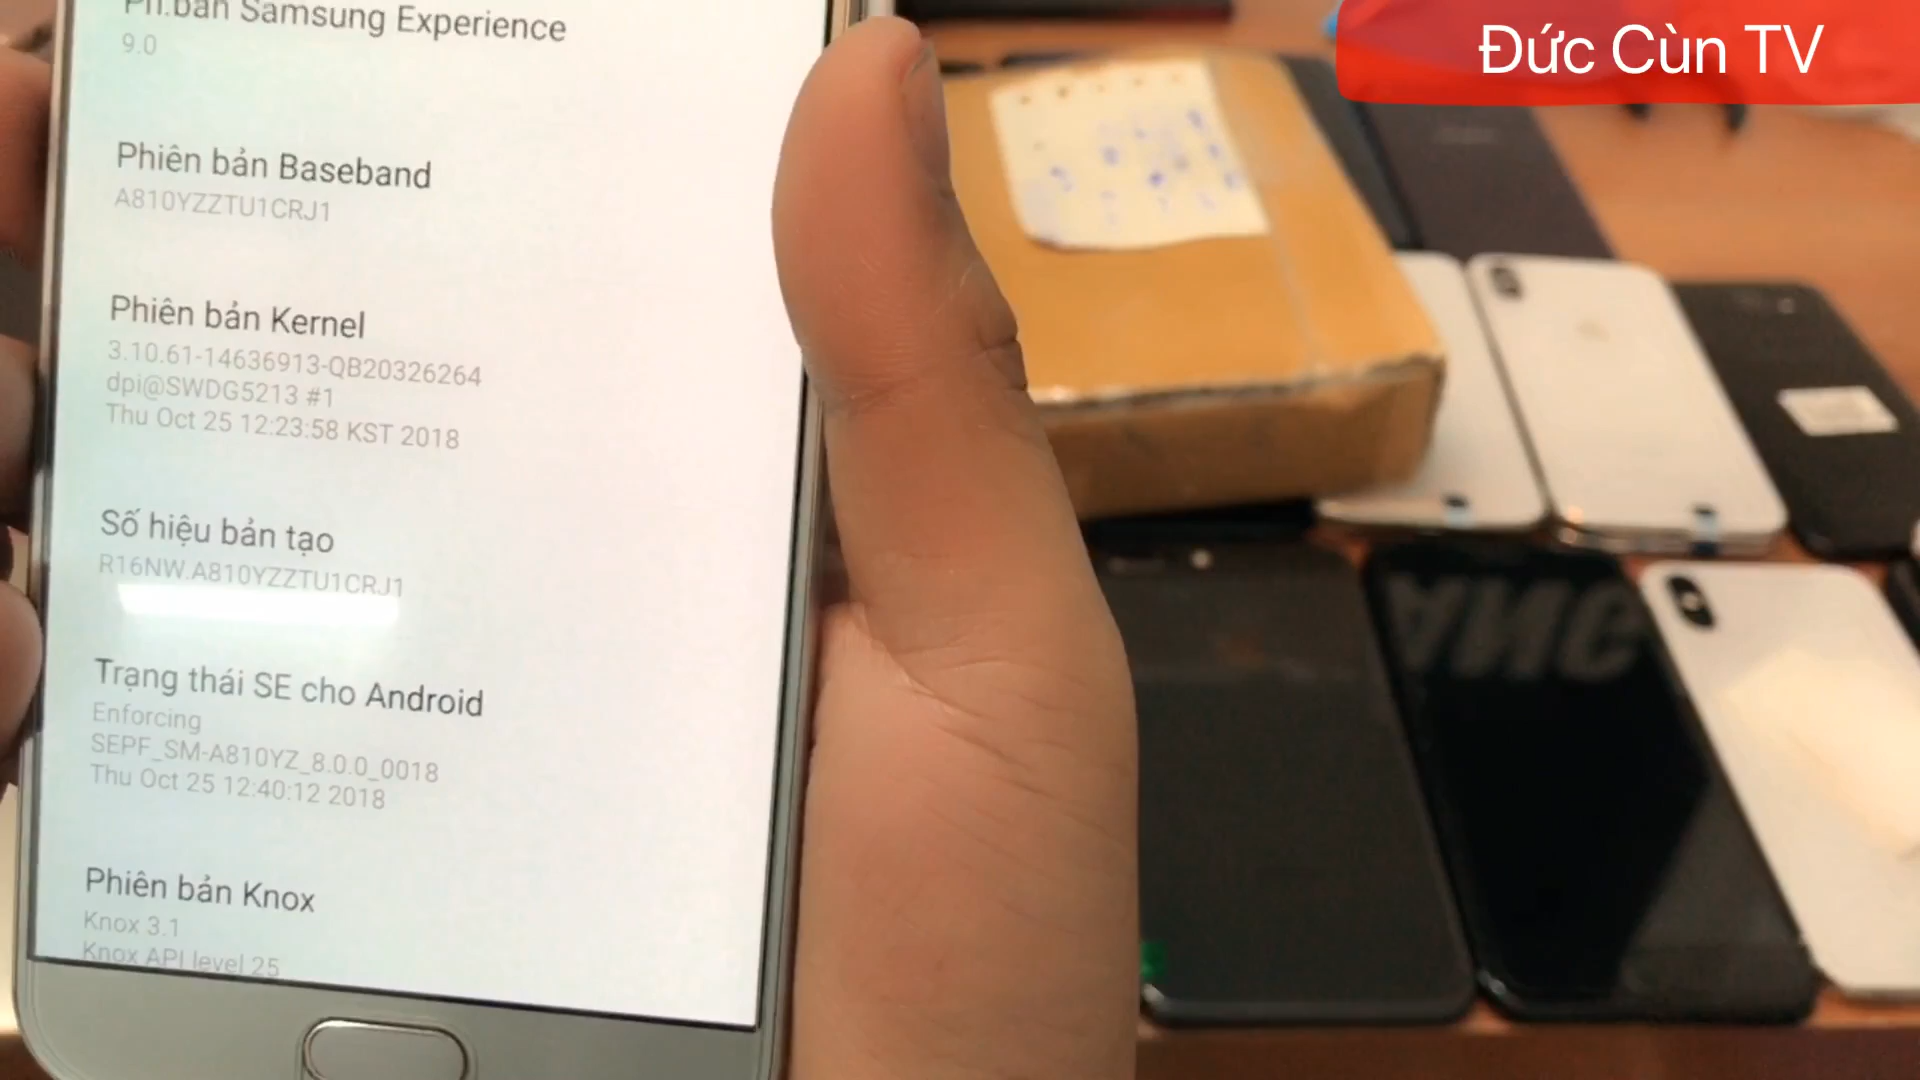 Đức Cùn TV
Ph.bản Samsung Experience
9.0
Phiên bản Baseband
A810YZZTU1CRJ1
Phiên bản Kernel
3.10.61-14636913-QB20326264
dpi@SWDG5213 #1
Thu Oct 25 12:23:58 KST 2018
Số hiệu bản tạo
R16NW.A810YZZTU1CRJ1
Trạng thái SE cho Android
Enforcing
SEPF_SM-A810YZ_8.0.0_0018
Thu Oct 25 12:40:12 2018
Phiên bản Knox
Knox 3.1
Knox API level 25